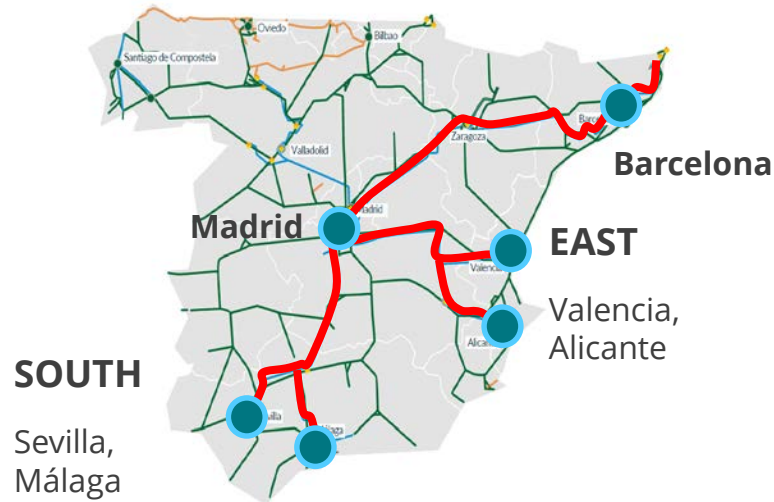 Oviedo
Bilbao
Santiago de Compostela
Valladolid
Zaragoza
Barcelona
Madrid
EAST
Valencia,
Alicante
SOUTH
Sevilla,
Málaga